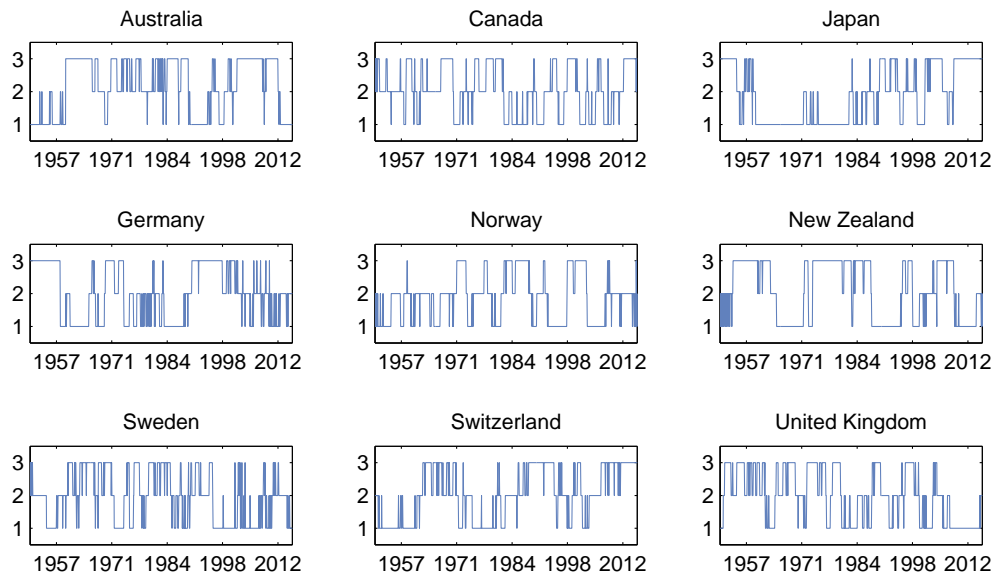 Australia Canada Japan
3 3 3
2 2 2
1 1 1
1957 1971 1984 1998 2012 1957 1971 1984 1998 2012 1957 1971 1984 1998 2012
Germany Norway New Zealand
3 3 3
2 2 2
1 1 1
1957 1971 1984 1998 2012 1957 1971 1984 1998 2012 1957 1971 1984 1998 2012
Sweden Switzerland United Kingdom
3 3 3
2 2 2
1 1 1
1957 1971 1984 1998 2012 1957 1971 1984 1998 2012 1957 1971 1984 1998 2012